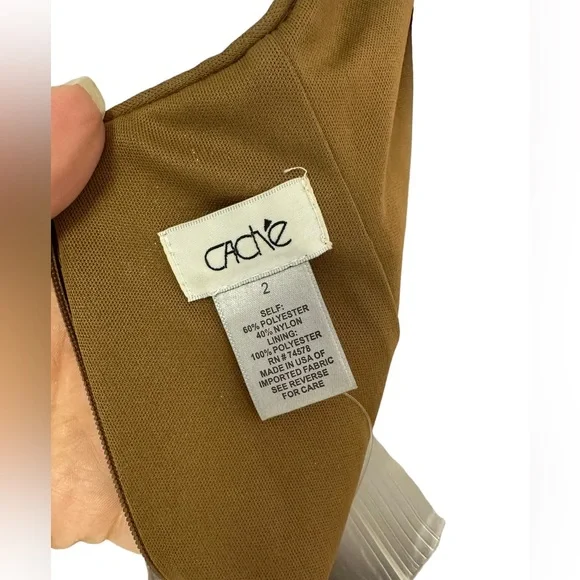 CACHÉ
2
SELF:
60% POLYESTER
40% NYLON
LINING:
100% POLYESTER
RN # 74578
MADE IN USA OF
IMPORTED FABRIC
SEE REVERSE
FOR CARE